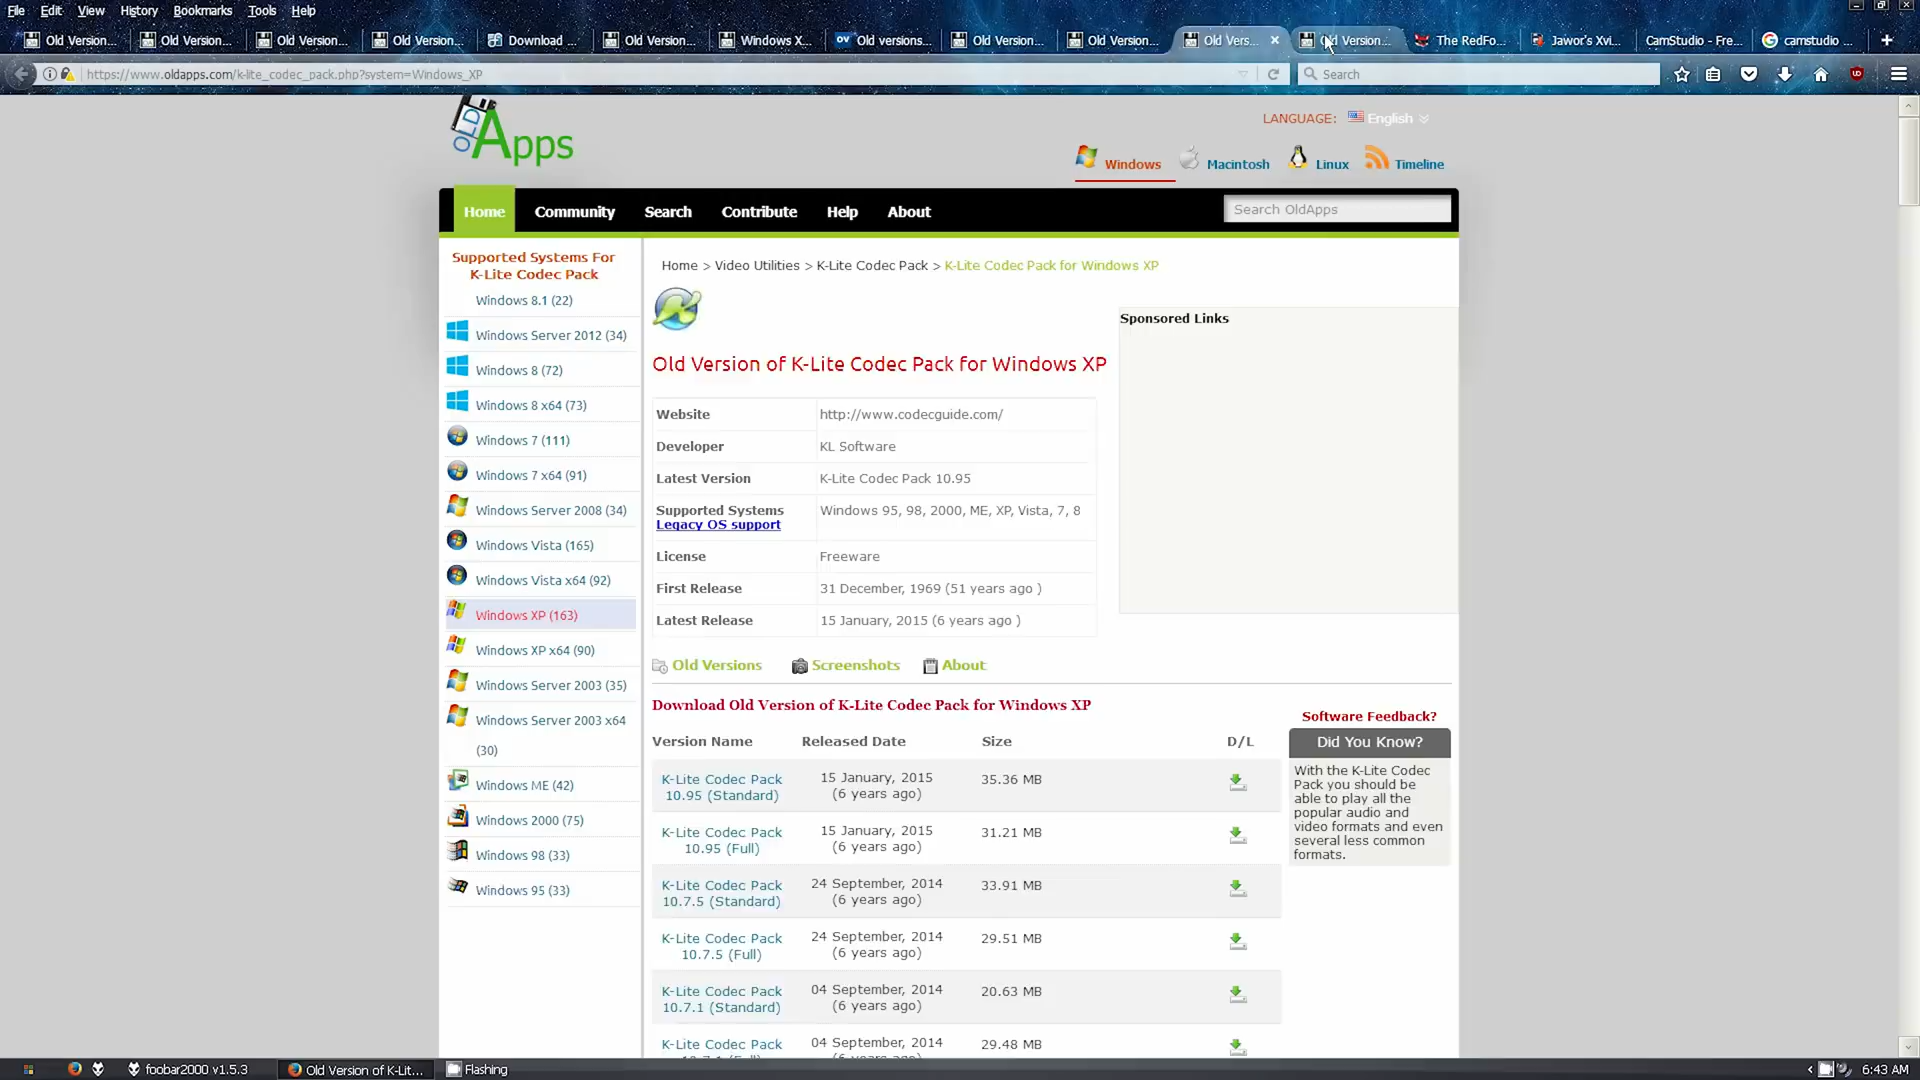 File Edit View History Bookmarks Tools Help
Old Version... Old Version... Old Version... Old Version... Download ... Old Version... Windows X... Old versions... Old Version... Old Version... Old Vers... Old Version... The RedFo... Jawor's Xvi... CamStudio - Fre... camstudio ...
https://www.oldapps.com/k-lite_codec_pack.php?system=Windows_XP
Search
OLD Apps
LANGUAGE: English
Windows Macintosh Linux Timeline
Home Community Search Contribute Help About
Search OldApps
Supported Systems For
K-Lite Codec Pack
Windows 8.1 (22)
Windows Server 2012 (34)
Windows 8 (72)
Windows 8 x64 (73)
Windows 7 (111)
Windows 7 x64 (91)
Windows Server 2008 (34)
Windows Vista (165)
Windows Vista x64 (92)
Windows XP (163)
Windows XP x64 (90)
Windows Server 2003 (35)
Windows Server 2003 x64
(30)
Windows ME (42)
Windows 2000 (75)
Windows 98 (33)
Windows 95 (33)
Home > Video Utilities > K-Lite Codec Pack > K-Lite Codec Pack for Windows XP
Old Version of K-Lite Codec Pack for Windows XP
Website http://www.codecguide.com/
Developer KL Software
Latest Version K-Lite Codec Pack 10.95
Supported Systems Windows 95, 98, 2000, ME, XP, Vista, 7, 8
Legacy OS support
License Freeware
First Release 31 December, 1969 (51 years ago )
Latest Release 15 January, 2015 (6 years ago )
Sponsored Links
Old Versions Screenshots About
Download Old Version of K-Lite Codec Pack for Windows XP
Version Name Released Date Size D/L
K-Lite Codec Pack 15 January, 2015 35.36 MB
10.95 (Standard) (6 years ago)
K-Lite Codec Pack 15 January, 2015 31.21 MB
10.95 (Full) (6 years ago)
K-Lite Codec Pack 24 September, 2014 33.91 MB
10.7.5 (Standard) (6 years ago)
K-Lite Codec Pack 24 September, 2014 29.51 MB
10.7.5 (Full) (6 years ago)
K-Lite Codec Pack 04 September, 2014 20.63 MB
10.7.1 (Standard) (6 years ago)
K-Lite Codec Pack 04 September, 2014 29.48 MB
Software Feedback?
Did You Know?
With the K-Lite Codec
Pack you should be
able to play all the
popular audio and
video formats and even
several less common
formats.
foobar2000 v1.5.3 Old Version of K-Lit... Flashing 6:43 AM